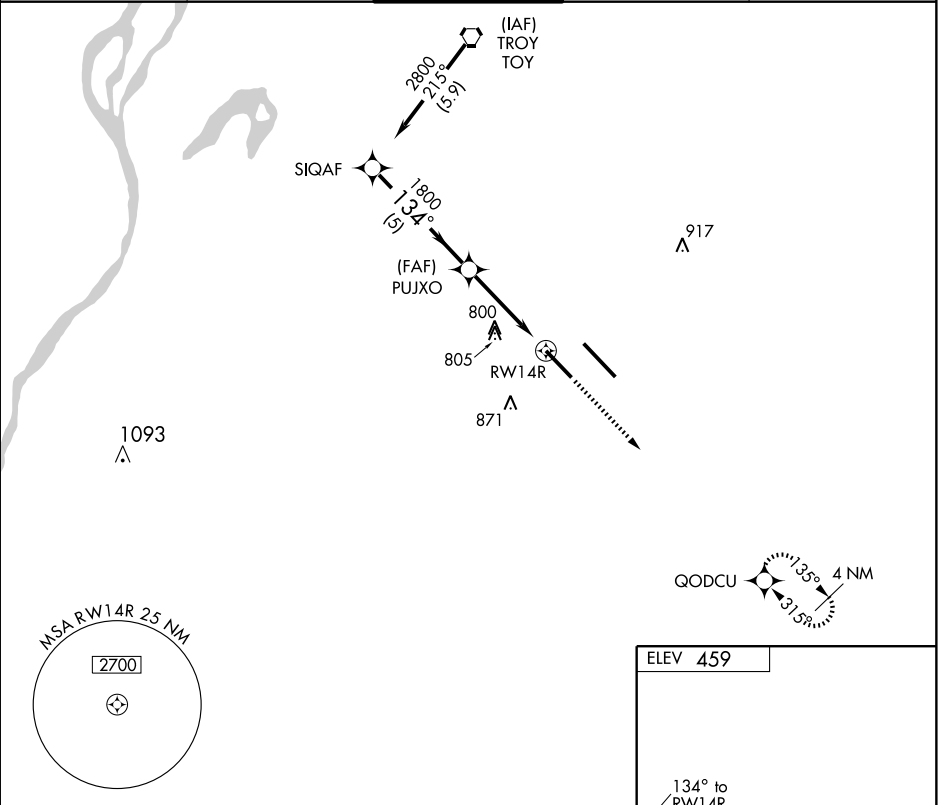 (IAF)
TROY
TOY
2800
215°
(5.9)
SIQAF
1800
134°
(5)
917
(FAF)
PUJXO
800
805
RW14R
871
1093
QODCU
135°
4 NM
315°
MSA RW14R 25 NM
2700
ELEV 459
134° to
RW14R